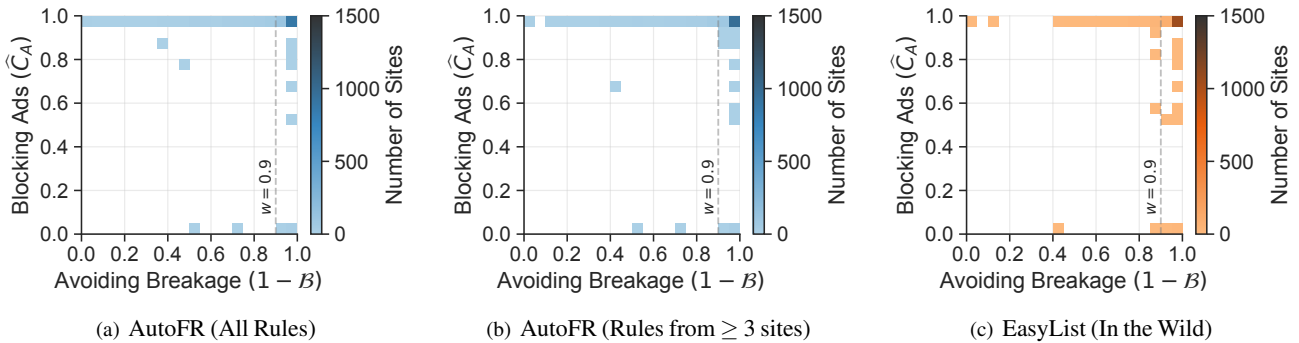 1.0
0.8
0.6
0.4
0.2
0.0
Blocking Ads (Ĉ_A)
0.0 0.2 0.4 0.6 0.8 1.0
Avoiding Breakage (1 − ℬ)
w = 0.9
1500
1000
500
0
Number of Sites
(a) AutoFR (All Rules)
1.0
0.8
0.6
0.4
0.2
0.0
Blocking Ads (Ĉ_A)
0.0 0.2 0.4 0.6 0.8 1.0
Avoiding Breakage (1 − ℬ)
w = 0.9
1500
1000
500
0
Number of Sites
(b) AutoFR (Rules from ≥ 3 sites)
1.0
0.8
0.6
0.4
0.2
0.0
Blocking Ads (Ĉ_A)
0.0 0.2 0.4 0.6 0.8 1.0
Avoiding Breakage (1 − ℬ)
w = 0.9
1500
1000
500
0
Number of Sites
(c) EasyList (In the Wild)